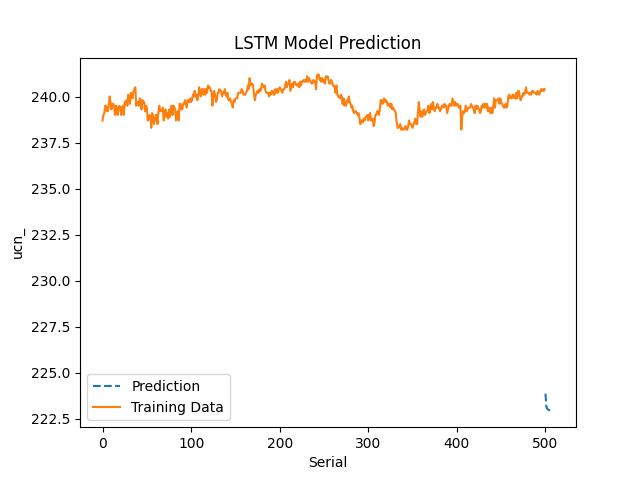 LSTM Model Prediction
240.0
237.5
235.0
232.5
230.0
227.5
225.0
222.5
ucn_
Prediction
Training Data
0 100 200 300 400 500
Serial